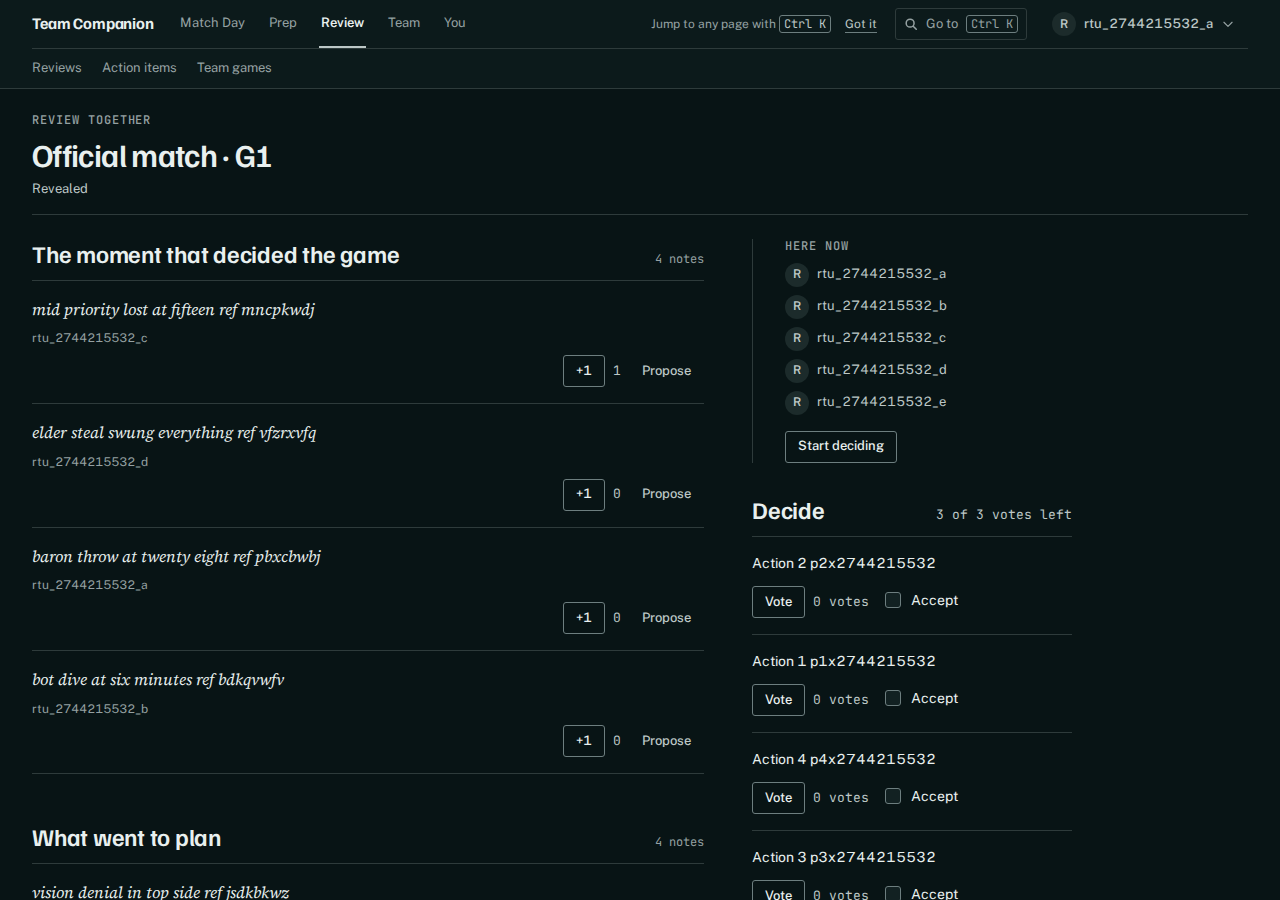 Team Companion
Match Day
Prep
Review
Team
You
Jump to any page with Ctrl K
Got it
Go to Ctrl K
R rtu_2744215532_a
Reviews
Action items
Team games
REVIEW TOGETHER
Official match · G1
Revealed
The moment that decided the game
4 notes
mid priority lost at fifteen ref mncpkwdj
rtu_2744215532_c
+1 1 Propose
elder steal swung everything ref vfzrxvfq
rtu_2744215532_d
+1 0 Propose
baron throw at twenty eight ref pbxcbwbj
rtu_2744215532_a
+1 0 Propose
bot dive at six minutes ref bdkqvwfv
rtu_2744215532_b
+1 0 Propose
What went to plan
4 notes
vision denial in top side ref jsdkbkwz
HERE NOW
R rtu_2744215532_a
R rtu_2744215532_b
R rtu_2744215532_c
R rtu_2744215532_d
R rtu_2744215532_e
Start deciding
Decide
3 of 3 votes left
Action 2 p2x2744215532
Vote 0 votes Accept
Action 1 p1x2744215532
Vote 0 votes Accept
Action 4 p4x2744215532
Vote 0 votes Accept
Action 3 p3x2744215532
Vote 0 votes Accept